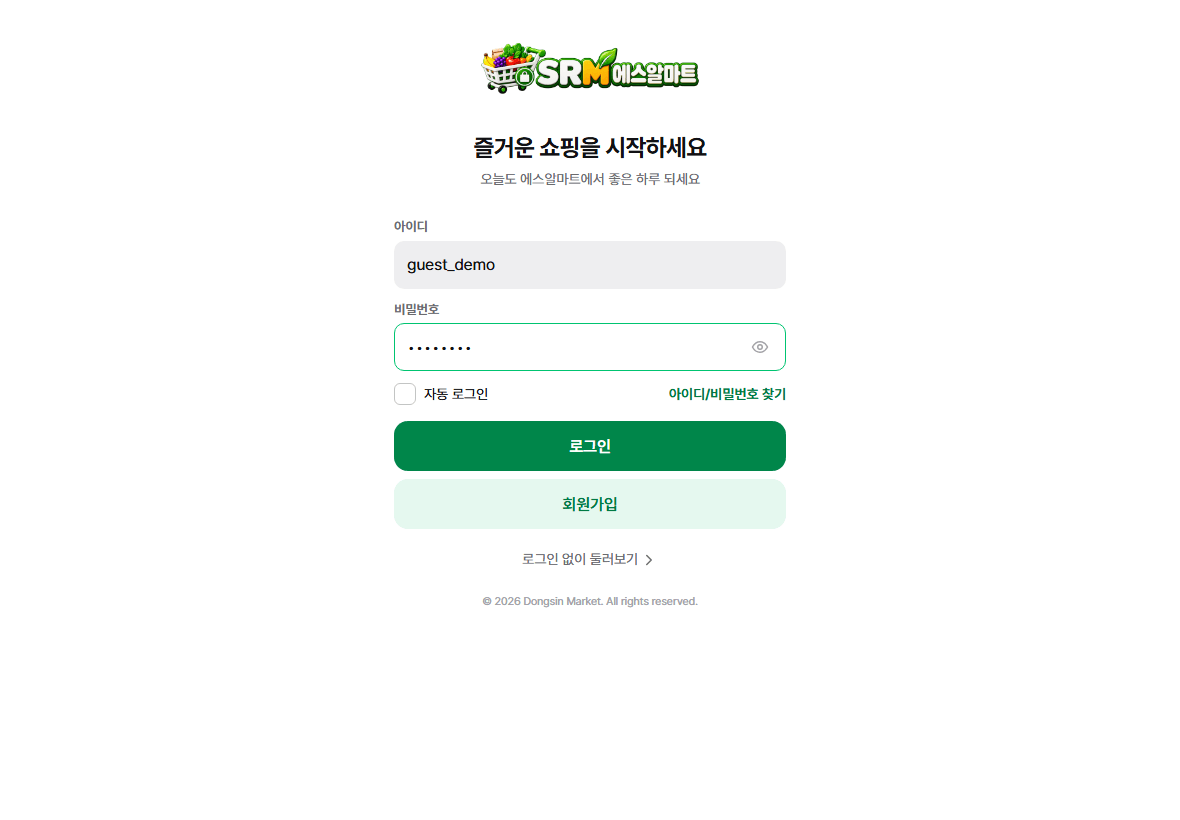 SRM 에스알마트
즐거운 쇼핑을 시작하세요
오늘도 에스알마트에서 좋은 하루 되세요
아이디
guest_demo
비밀번호
••••••••
자동 로그인 아이디/비밀번호 찾기
로그인
회원가입
로그인 없이 둘러보기
© 2026 Dongsin Market. All rights reserved.